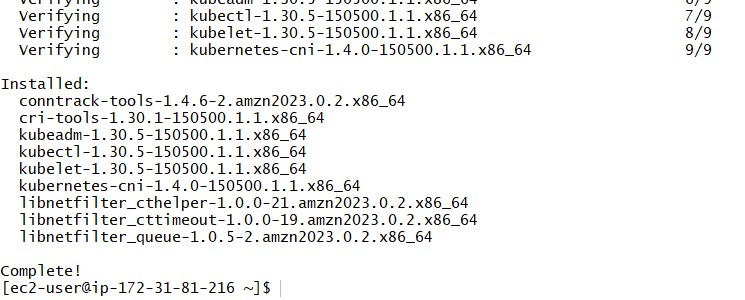 Verifying : kubeadm-1.30.5-150500.1.1.x86_64 6/9
Verifying : kubectl-1.30.5-150500.1.1.x86_64 7/9
Verifying : kubelet-1.30.5-150500.1.1.x86_64 8/9
Verifying : kubernetes-cni-1.4.0-150500.1.1.x86_64 9/9
Installed:
conntrack-tools-1.4.6-2.amzn2023.0.2.x86_64
cri-tools-1.30.1-150500.1.1.x86_64
kubeadm-1.30.5-150500.1.1.x86_64
kubectl-1.30.5-150500.1.1.x86_64
kubelet-1.30.5-150500.1.1.x86_64
kubernetes-cni-1.4.0-150500.1.1.x86_64
libnetfilter_cthelper-1.0.0-21.amzn2023.0.2.x86_64
libnetfilter_cttimeout-1.0.0-19.amzn2023.0.2.x86_64
libnetfilter_queue-1.0.5-2.amzn2023.0.2.x86_64
Complete!
[ec2-user@ip-172-31-81-216 ~]$